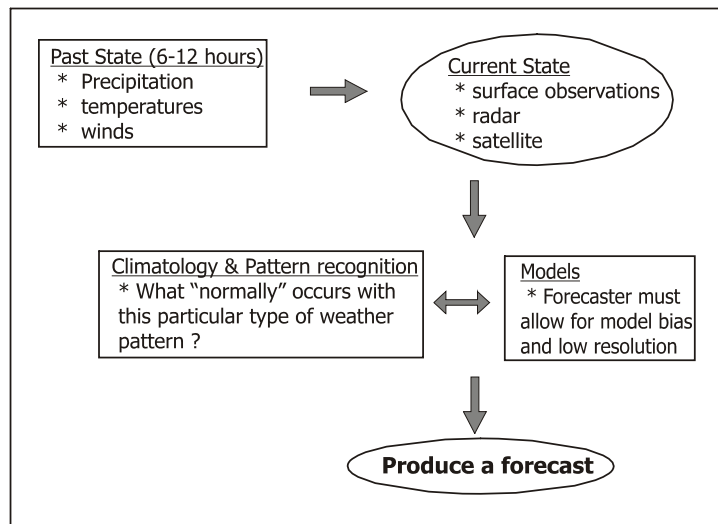 Past State (6-12 hours)
* Precipitation
* temperatures
* winds
Current State
* surface observations
* radar
* satellite
Climatology & Pattern recognition
* What “normally” occurs with
this particular type of weather
pattern ?
Models
* Forecaster must
allow for model bias
and low resolution
Produce a forecast